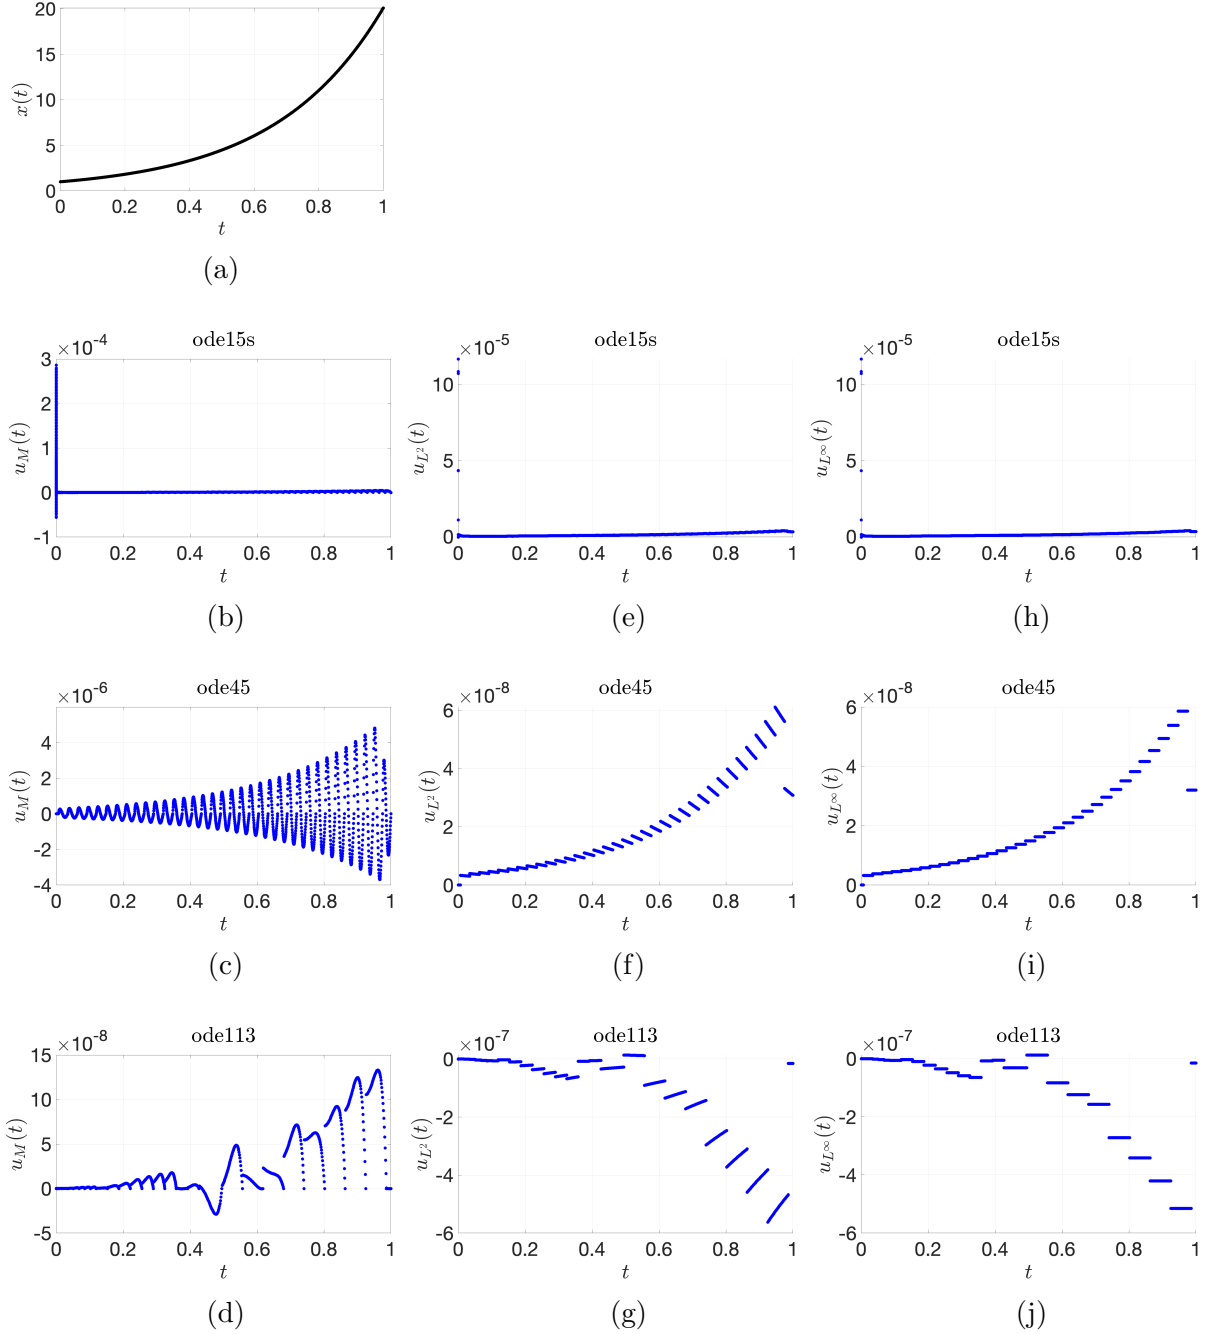 20
15
10
5
0
x(t)
0 0.2 0.4 0.6 0.8 1
t
(a)
×10⁻⁴ ode15s
3
2
1
0
-1
u_M(t)
0 0.2 0.4 0.6 0.8 1
t
(b)
×10⁻⁵ ode15s
10
5
0
u_{L²}(t)
0 0.2 0.4 0.6 0.8 1
t
(e)
×10⁻⁵ ode15s
10
5
0
u_{L^∞}(t)
0 0.2 0.4 0.6 0.8 1
t
(h)
×10⁻⁶ ode45
4
2
0
-2
-4
u_M(t)
0 0.2 0.4 0.6 0.8 1
t
(c)
×10⁻⁸ ode45
6
4
2
0
u_{L²}(t)
0 0.2 0.4 0.6 0.8 1
t
(f)
×10⁻⁸ ode45
6
4
2
0
u_{L^∞}(t)
0 0.2 0.4 0.6 0.8 1
t
(i)
×10⁻⁸ ode113
15
10
5
0
-5
u_M(t)
0 0.2 0.4 0.6 0.8 1
t
(d)
×10⁻⁷ ode113
0
-2
-4
-6
u_{L²}(t)
0 0.2 0.4 0.6 0.8 1
t
(g)
×10⁻⁷ ode113
0
-2
-4
-6
u_{L^∞}(t)
0 0.2 0.4 0.6 0.8 1
t
(j)